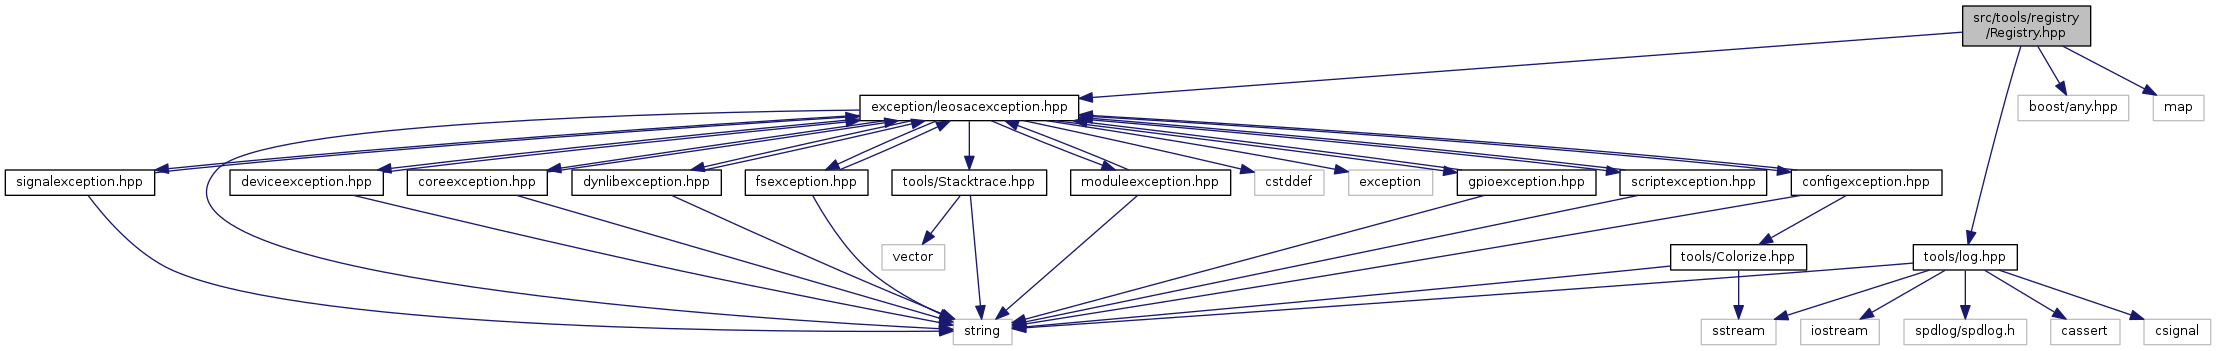 src/tools/registry
/Registry.hpp
exception/leosacexception.hpp
boost/any.hpp
map
signalexception.hpp
deviceexception.hpp
coreexception.hpp
dynlibexception.hpp
fsexception.hpp
tools/Stacktrace.hpp
moduleexception.hpp
cstddef
exception
gpioexception.hpp
scriptexception.hpp
configexception.hpp
vector
tools/Colorize.hpp
tools/log.hpp
string
sstream
iostream
spdlog/spdlog.h
cassert
csignal